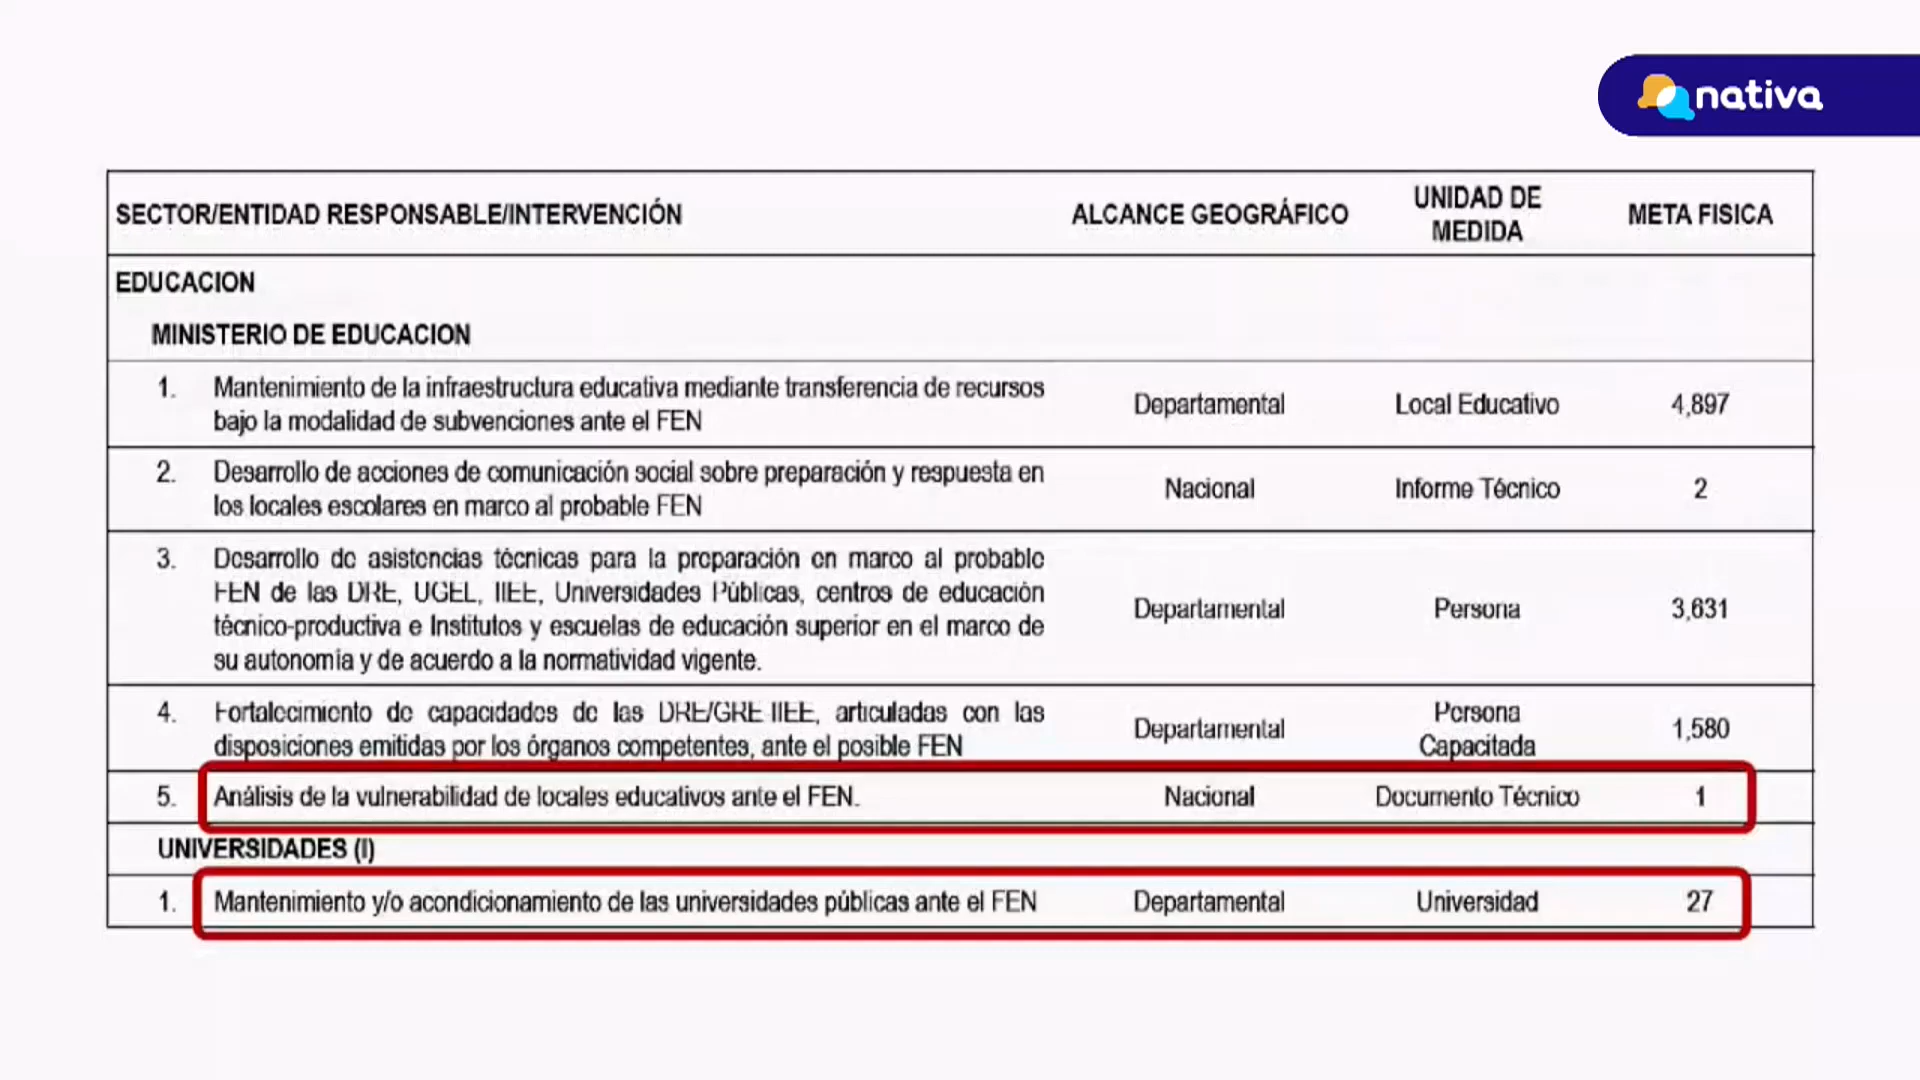 nativa
SECTOR/ENTIDAD RESPONSABLE/INTERVENCIÓN ALCANCE GEOGRÁFICO UNIDAD DE MEDIDA META FISICA
EDUCACION
MINISTERIO DE EDUCACION
1. Mantenimiento de la infraestructura educativa mediante transferencia de recursos
bajo la modalidad de subvenciones ante el FEN
Departamental Local Educativo 4,897
2. Desarrollo de acciones de comunicación social sobre preparación y respuesta en
los locales escolares en marco al probable FEN
Nacional Informe Técnico 2
3. Desarrollo de asistencias técnicas para la preparación en marco al probable
FEN de las DRE, UGEL, IIEE, Universidades Públicas, centros de educación
técnico-productiva e Institutos y escuelas de educación superior en el marco de
su autonomía y de acuerdo a la normatividad vigente.
Departamental Persona 3,631
4. Fortalecimiento de capacidades de las DRE/GRE IIEE, articuladas con las
disposiciones emitidas por los órganos competentes, ante el posible FEN
Departamental Persona Capacitada 1,580
5. Análisis de la vulnerabilidad de locales educativos ante el FEN. Nacional Documento Técnico 1
UNIVERSIDADES (I)
1. Mantenimiento y/o acondicionamiento de las universidades públicas ante el FEN Departamental Universidad 27